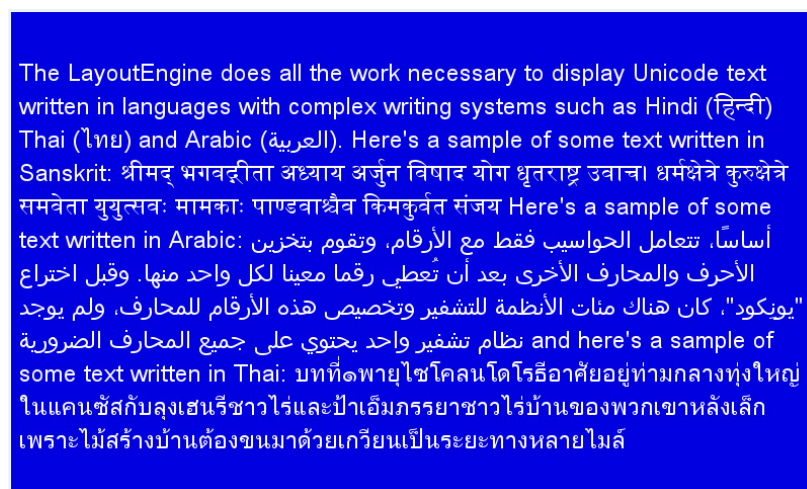 The LayoutEngine does all the work necessary to display Unicode text
written in languages with complex writing systems such as Hindi (हिन्दी)
Thai (ไทย) and Arabic (العربية). Here's a sample of some text written in
Sanskrit: श्रीमद् भगवद्गीता अध्याय अर्जुन विषाद योग धृतराष्ट्र उवाच। धर्मक्षेत्रे कुरुक्षेत्रे
समवेता युयुत्सवः मामकाः पाण्डवाश्चैव किमकुर्वत संजय Here's a sample of some
text written in Arabic: أساسًا، تتعامل الحواسيب فقط مع الأرقام، وتقوم بتخزين
الأحرف والمحارف الأخرى بعد أن تُعطي رقما معينا لكل واحد منها. وقبل اختراع
"يونِكود"، كان هناك مئات الأنظمة للتشفير وتخصيص هذه الأرقام للمحارف، ولم يوجد
نظام تشفير واحد يحتوي على جميع المحارف الضرورية and here's a sample of
some text written in Thai: บทที่๑พายุไซโคลนโดโรธีอาศัยอยู่ท่ามกลางทุ่งใหญ่
ในแคนซัสกับลุงเฮนรีชาวไร่และป้าเอ็มภรรยาชาวไร่บ้านของพวกเขาหลังเล็ก
เพราะไม้สร้างบ้านต้องขนมาด้วยเกวียนเป็นระยะทางหลายไมล์